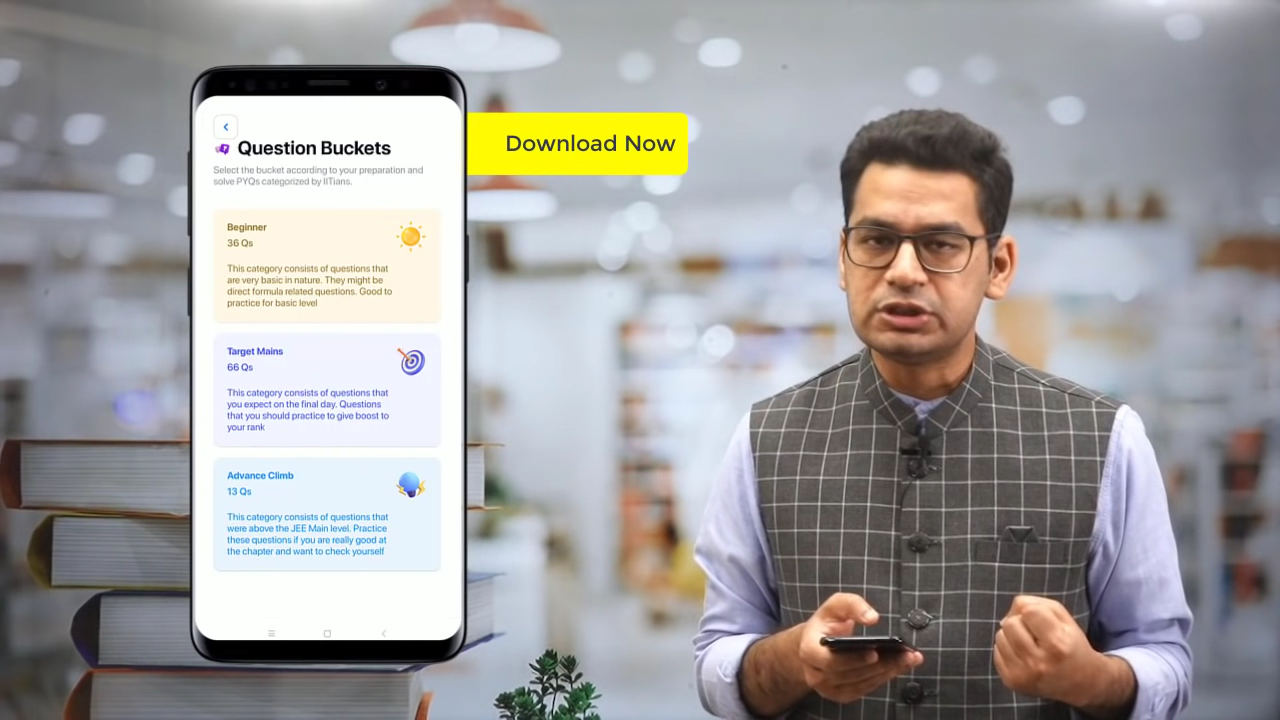 Question Buckets
Select the bucket according to your preparation and
solve PYQs categorized by IITians.
Beginner
36 Qs
This category consists of questions that
are very basic in nature. They might be
direct formula related questions. Good to
practice for basic level
Target Mains
66 Qs
This category consists of questions that
you expect on the final day. Questions
that you should practice to give boost to
your rank
Advance Climb
13 Qs
This category consists of questions that
were above the JEE Main level. Practice
these questions if you are really good at
the chapter and want to check yourself
Download Now